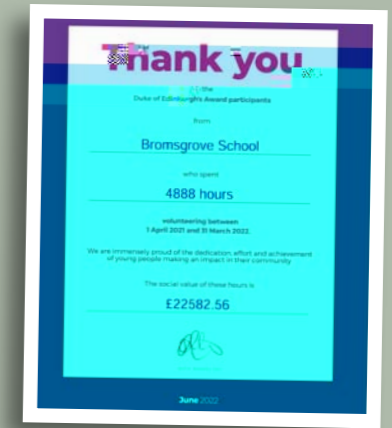 Thank you
the
Duke of Edinburgh's Award participants
from
Bromsgrove School
who spent
4888 hours
volunteering between
1 April 2021 and 31 March 2022.
We are immensely proud of the dedication, effort and achievement
of young people making an impact in their community
The social value of these hours is
£22582.56
June 2022